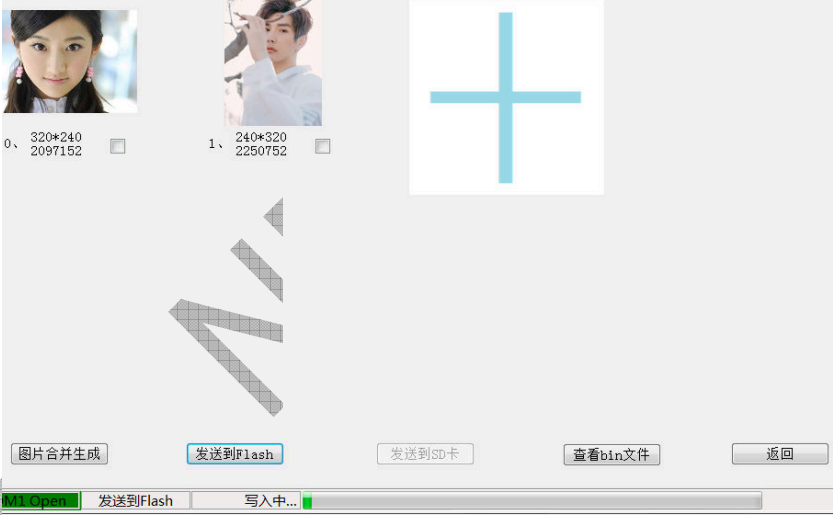 0、 320*240
2097152
1、 240*320
2250752
图片合并生成
发送到Flash
发送到SD卡
查看bin文件
返回
M1 Open
发送到Flash
写入中...